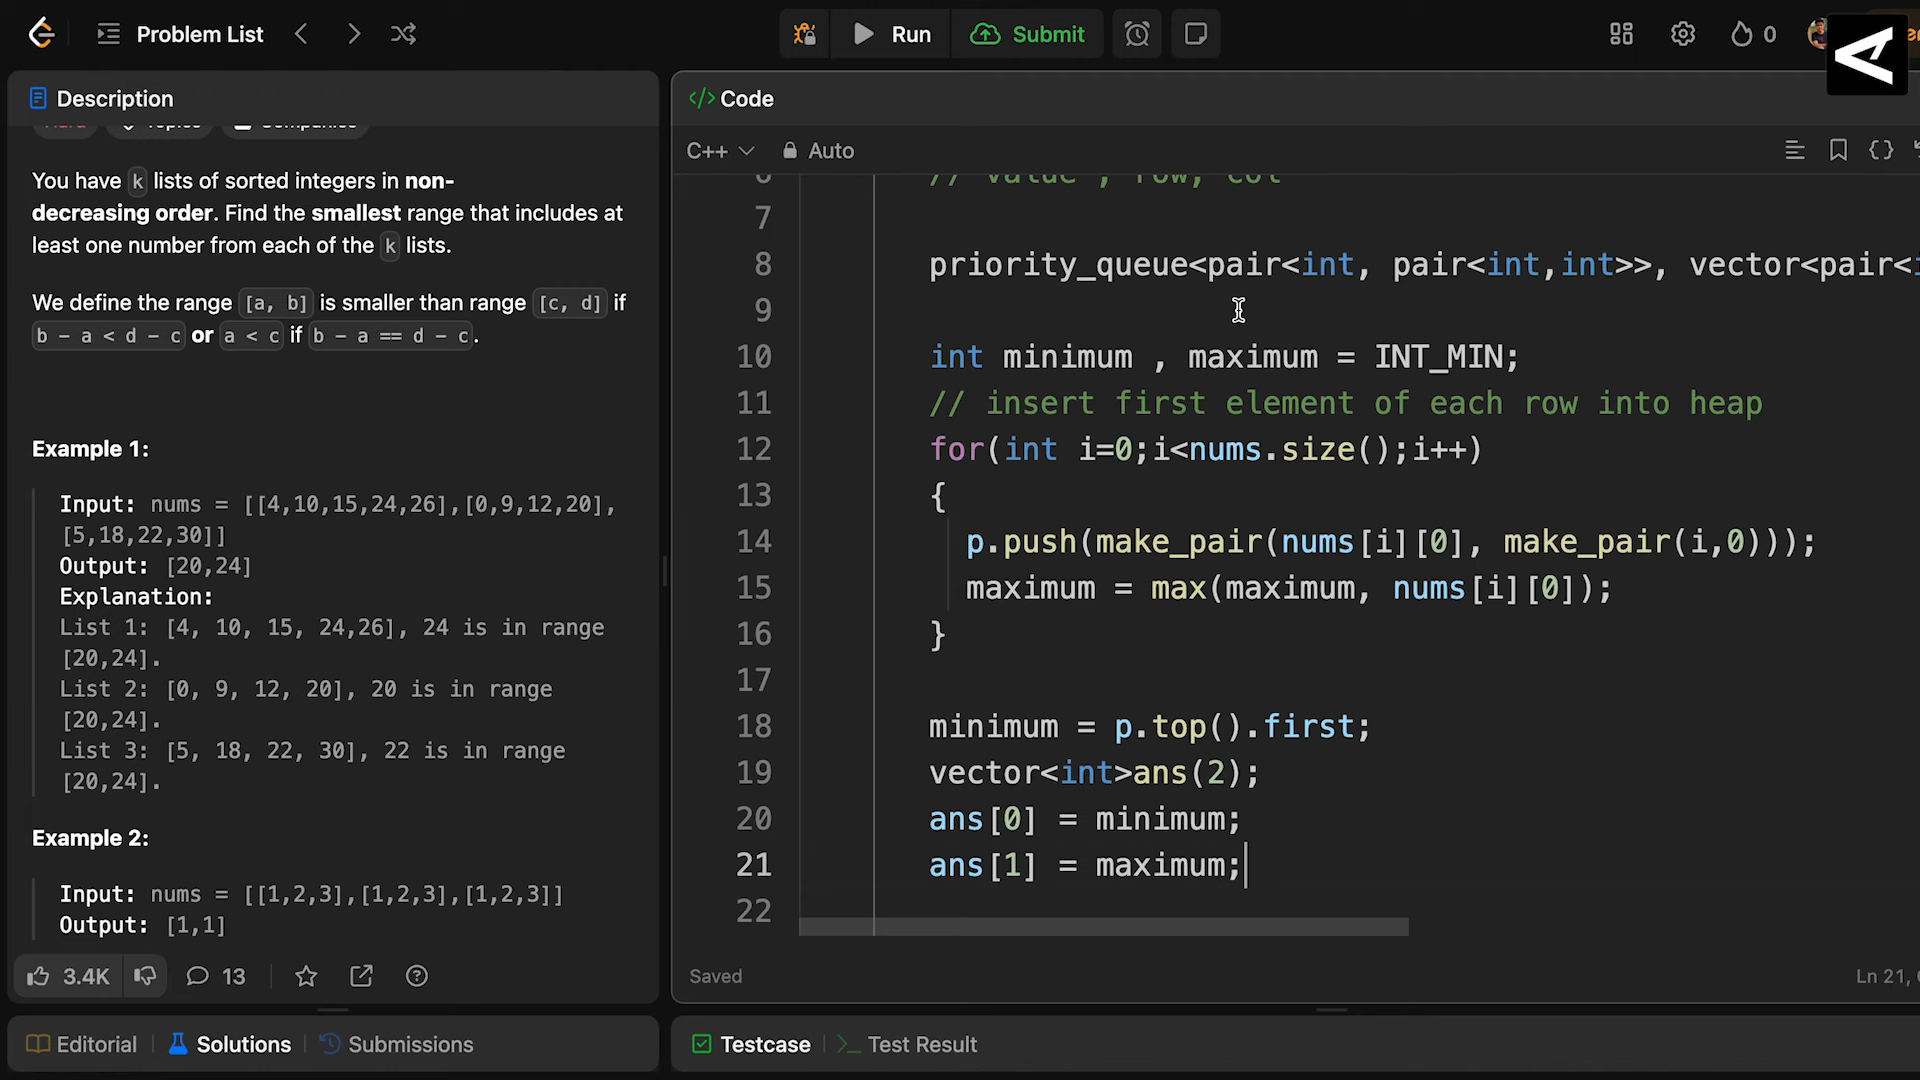 Problem List
Run
Submit
0
Description
You have k lists of sorted integers in non-
decreasing order. Find the smallest range that includes at
least one number from each of the k lists.
We define the range [a, b] is smaller than range [c, d] if
b - a < d - c or a < c if b - a == d - c.
Example 1:
Input: nums = [[4,10,15,24,26],[0,9,12,20],
[5,18,22,30]]
Output: [20,24]
Explanation:
List 1: [4, 10, 15, 24,26], 24 is in range
[20,24].
List 2: [0, 9, 12, 20], 20 is in range
[20,24].
List 3: [5, 18, 22, 30], 22 is in range
[20,24].
Example 2:
Input: nums = [[1,2,3],[1,2,3],[1,2,3]]
Output: [1,1]
3.4K
13
Editorial
Solutions
Submissions
</> Code
C++
Auto
6 // value , row, col
7
8 priority_queue<pair<int, pair<int,int>>, vector<pair<i
9
10 int minimum , maximum = INT_MIN;
11 // insert first element of each row into heap
12 for(int i=0;i<nums.size();i++)
13 {
14 p.push(make_pair(nums[i][0], make_pair(i,0)));
15 maximum = max(maximum, nums[i][0]);
16 }
17
18 minimum = p.top().first;
19 vector<int>ans(2);
20 ans[0] = minimum;
21 ans[1] = maximum;
22
Saved
Ln 21,
Testcase
Test Result